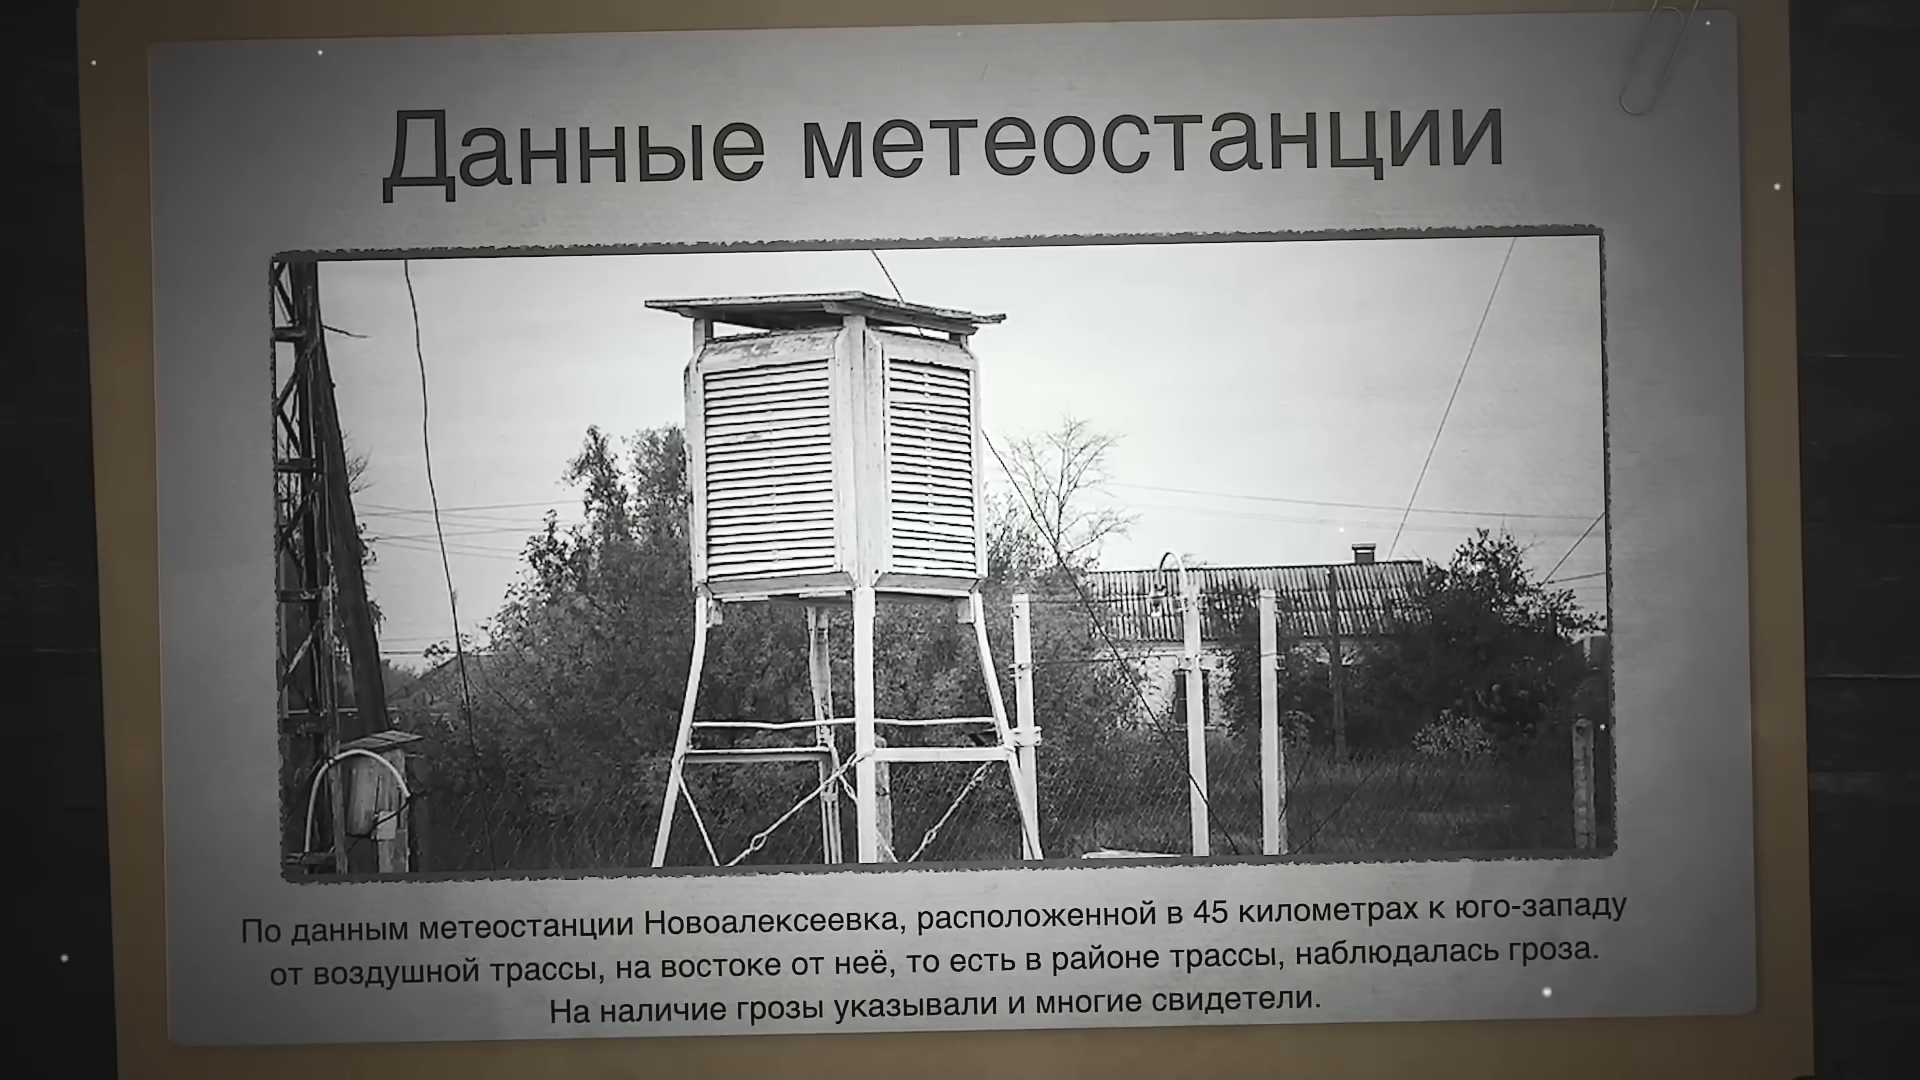 Данные метеостанции
По данным метеостанции Новоалексеевка, расположенной в 45 километрах к юго-западу
от воздушной трассы, на востоке от неё, то есть в районе трассы, наблюдалась гроза.
На наличие грозы указывали и многие свидетели.